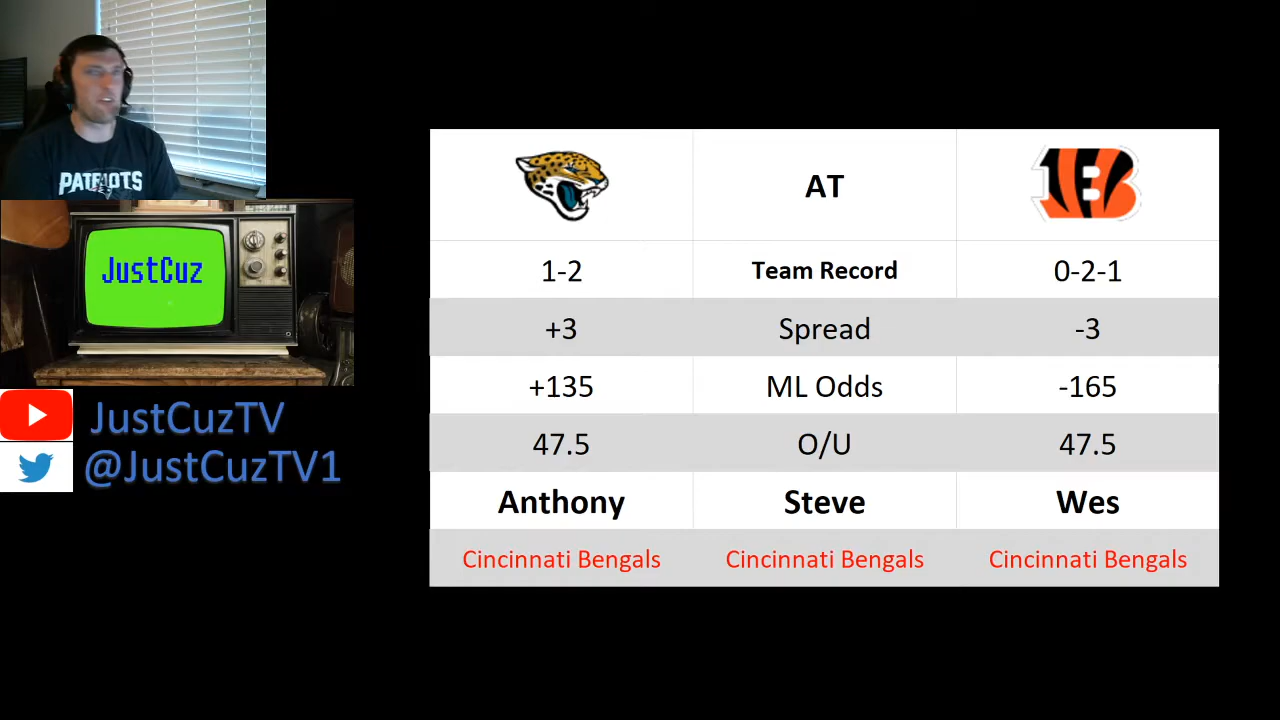 PATRIOTS
JustCuz
JustCuzTV
@JustCuzTV1
AT
B
1-2 Team Record 0-2-1
+3 Spread -3
+135 ML Odds -165
47.5 O/U 47.5
Anthony Steve Wes
Cincinnati Bengals Cincinnati Bengals Cincinnati Bengals